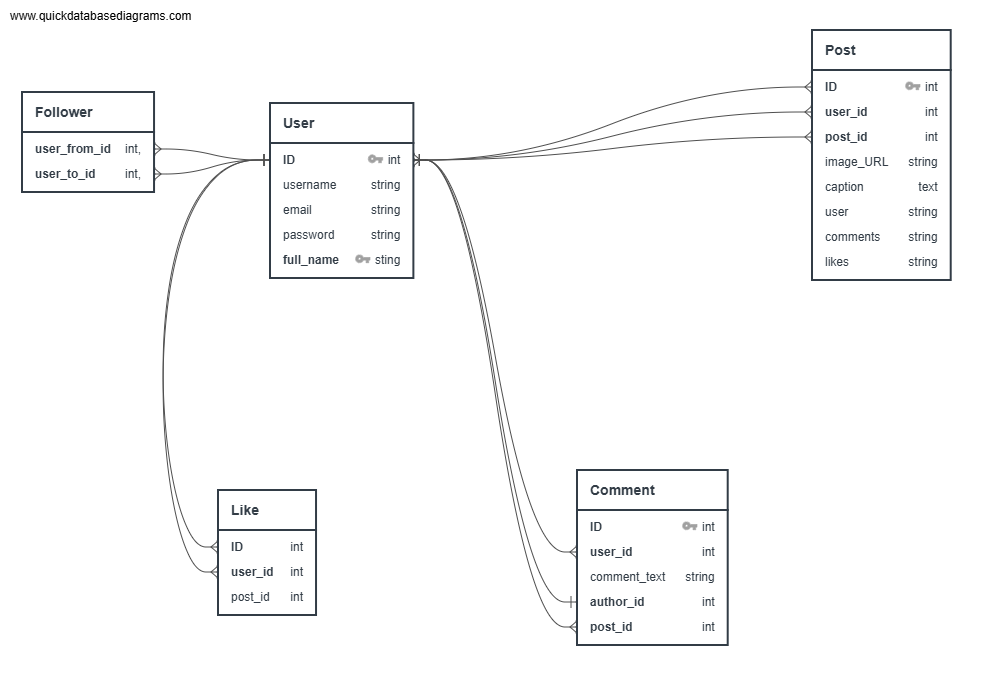 www.quickdatabasediagrams.com
Follower
user_from_id int,
user_to_id int,
User
ID int
username string
email string
password string
full_name sting
Post
ID int
user_id int
post_id int
image_URL string
caption text
user string
comments string
likes string
Like
ID int
user_id int
post_id int
Comment
ID int
user_id int
comment_text string
author_id int
post_id int